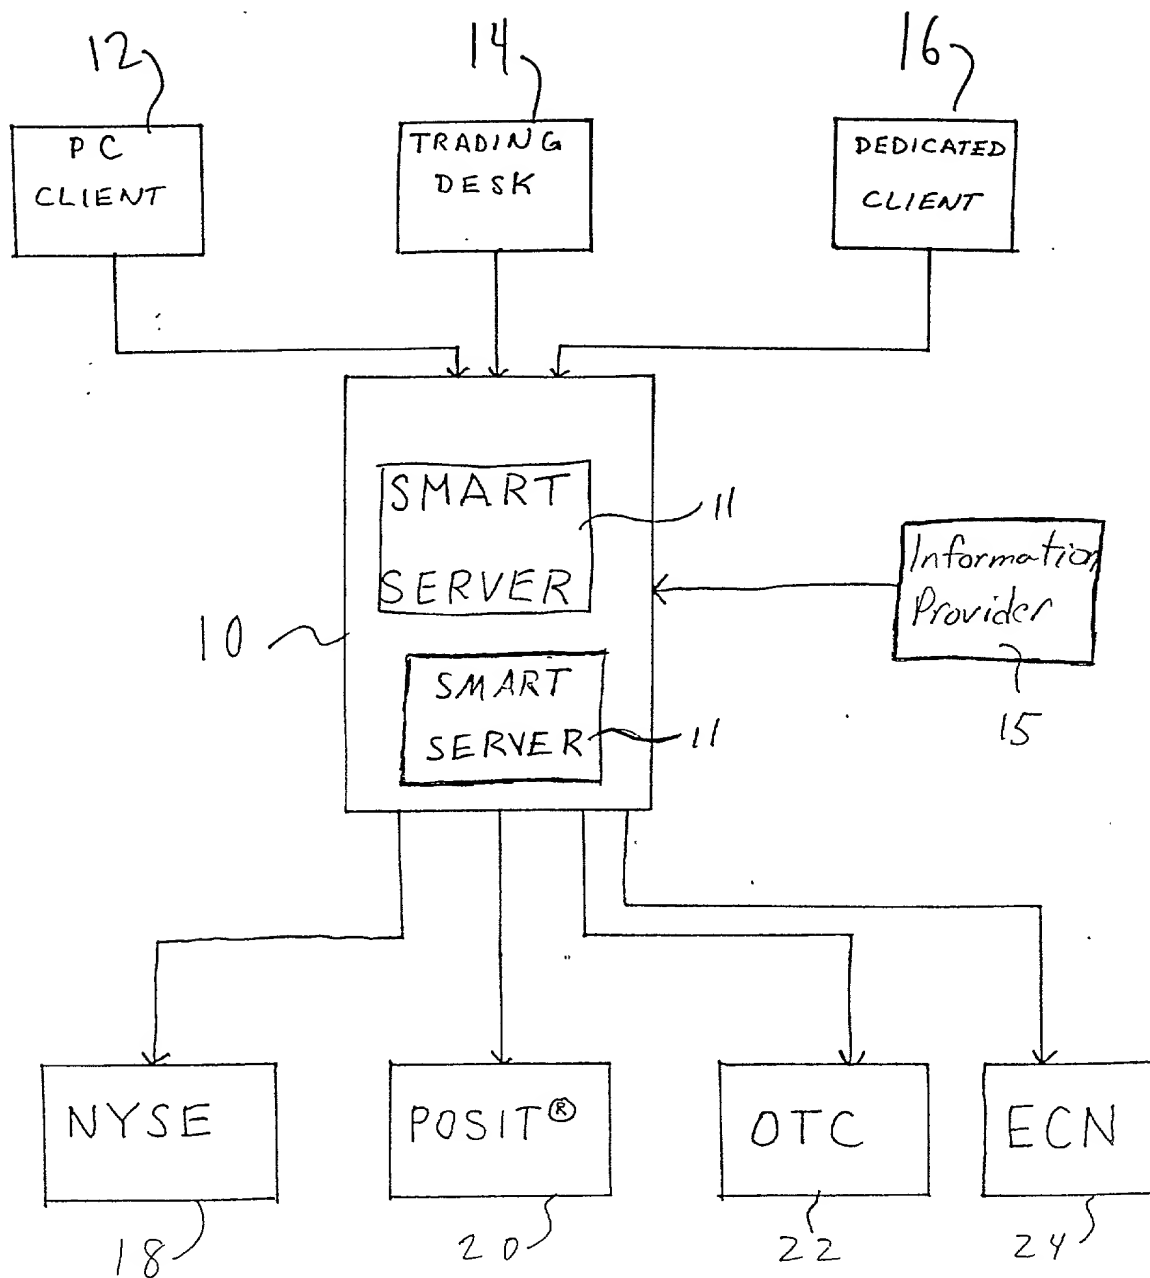 12
14
16
PC
CLIENT
TRADING
DESK
DEDICATED
CLIENT
SMART
SERVER
11
Information
Provider
10
SMART
SERVER
11
15
NYSE
POSIT®
OTC
ECN
18
20
22
24